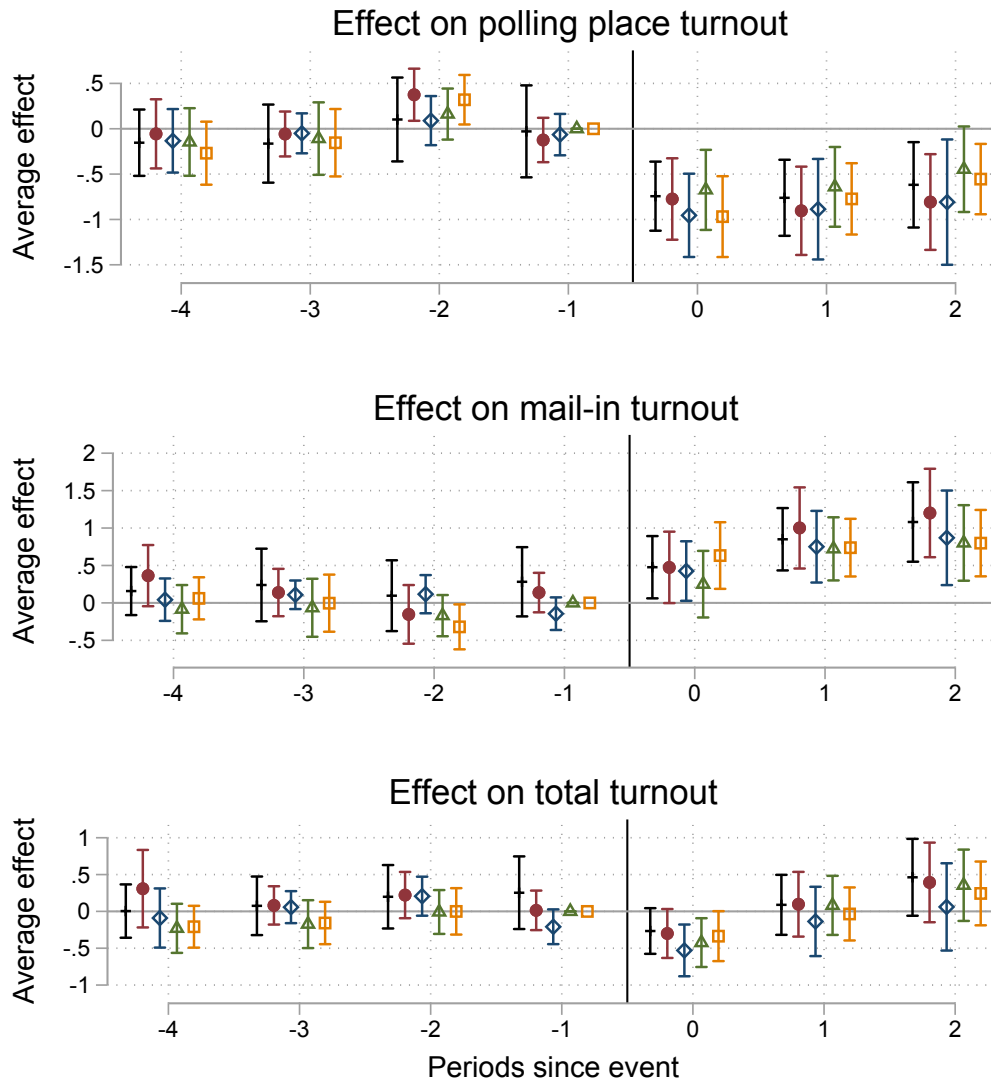 Effect on polling place turnout
Average effect
.5
0
-.5
-1
-1.5
-4 -3 -2 -1 0 1 2
Effect on mail-in turnout
Average effect
2
1.5
1
.5
0
-.5
-4 -3 -2 -1 0 1 2
Effect on total turnout
Average effect
1
.5
0
-.5
-1
-4 -3 -2 -1 0 1 2
Periods since event